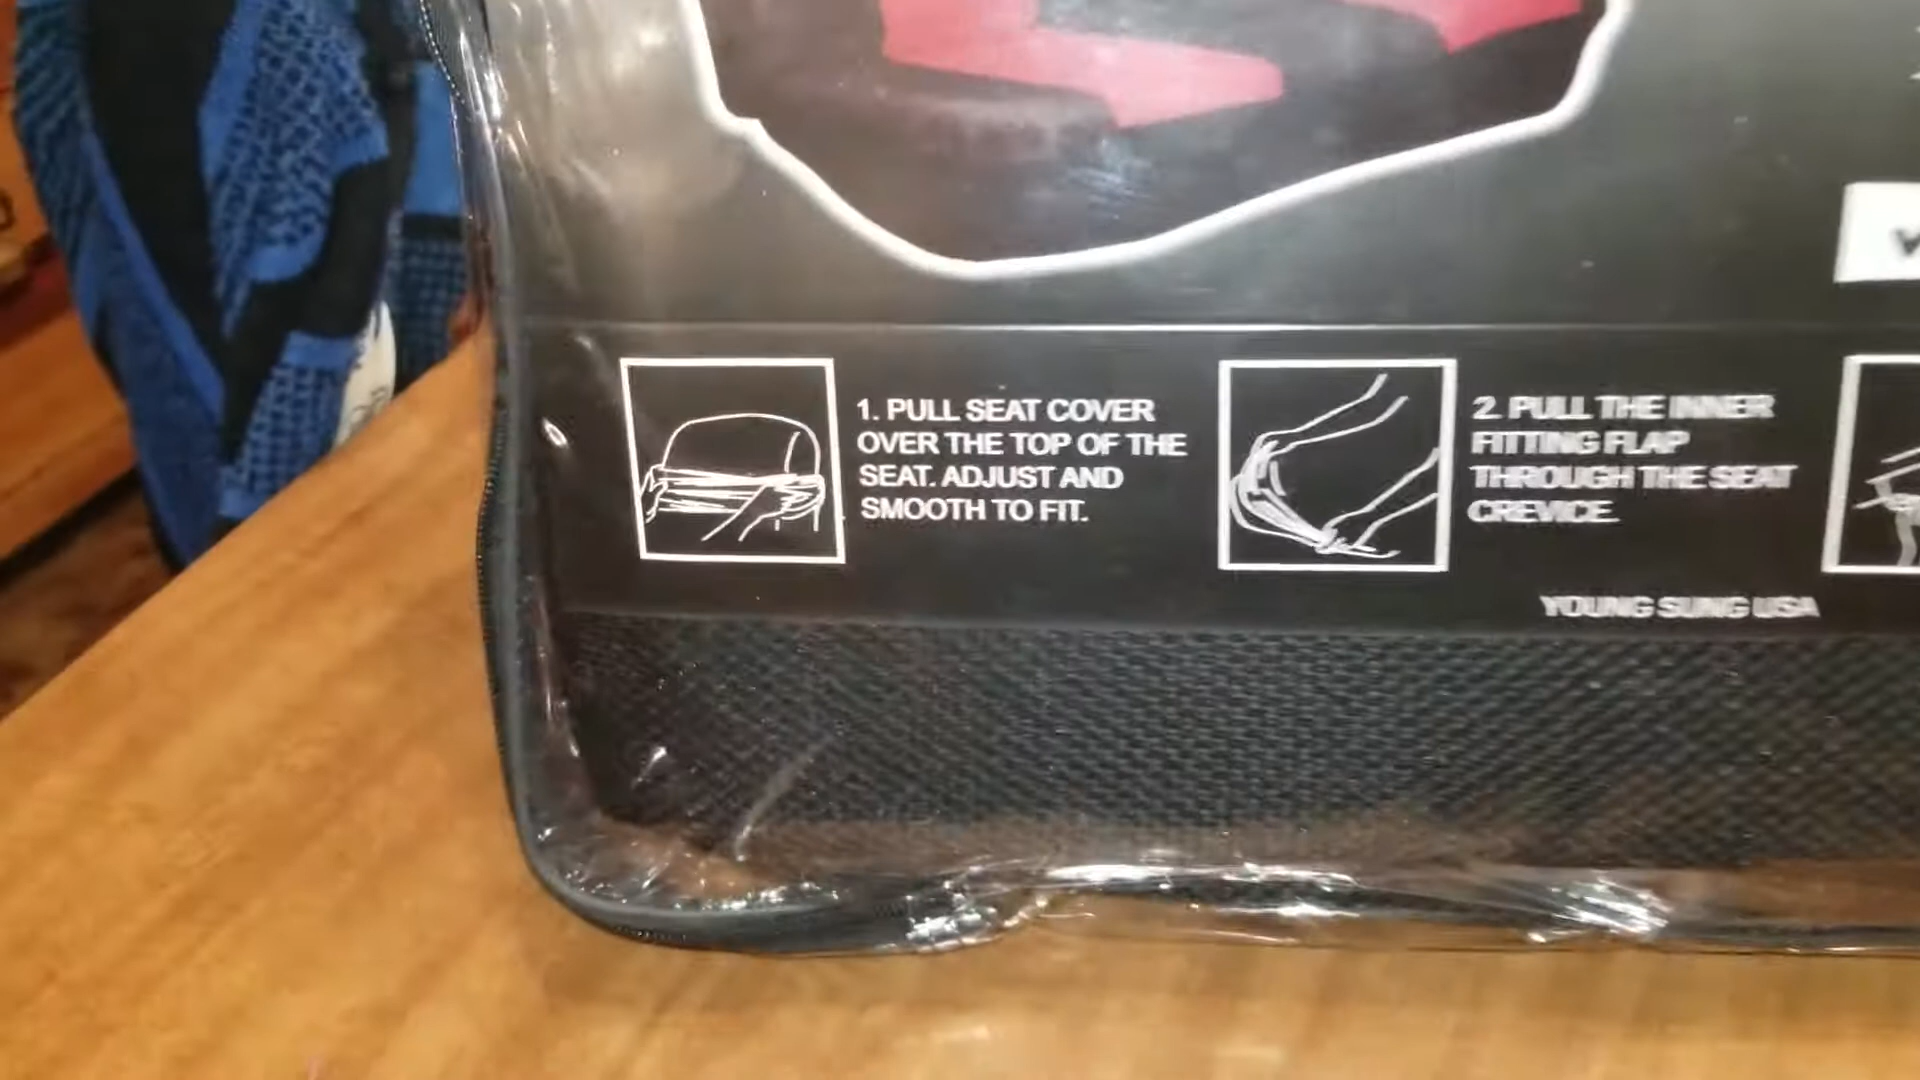 1. PULL SEAT COVER
OVER THE TOP OF THE
SEAT. ADJUST AND
SMOOTH TO FIT.
2. PULL THE INNER
FITTING FLAP
THROUGH THE SEAT
CREVICE.
YOUNG SUNG USA